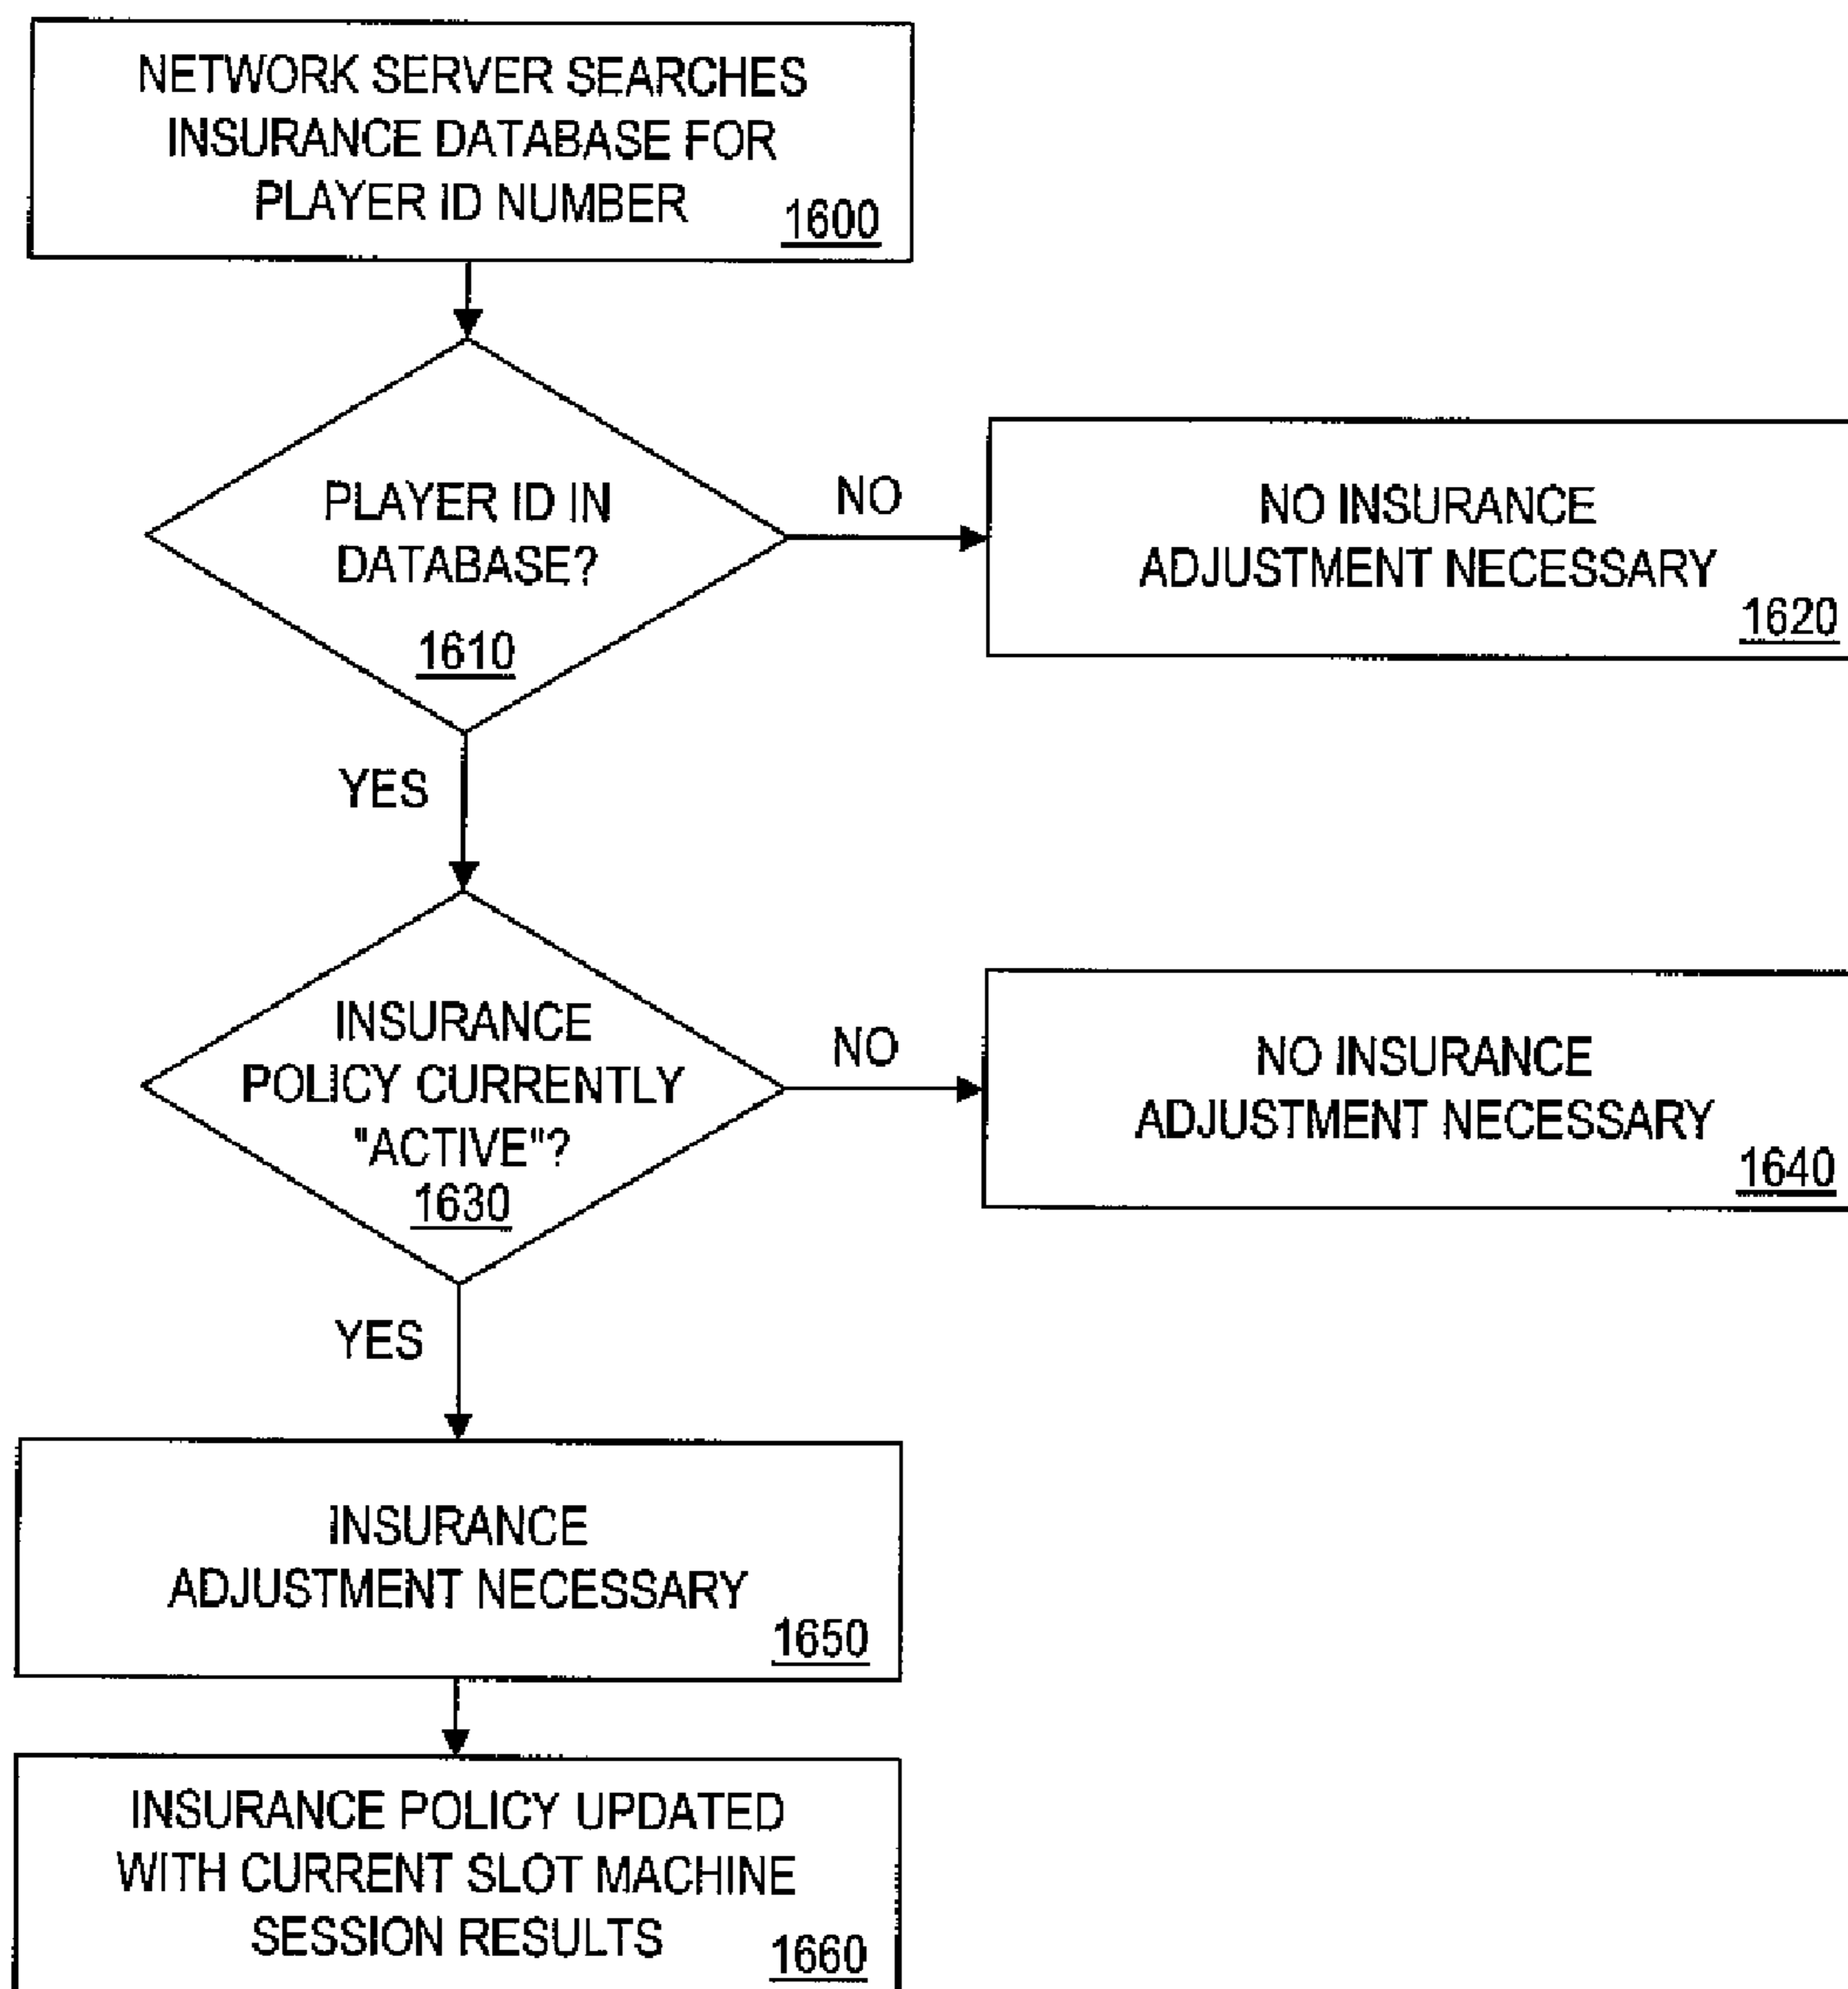 NETWORK SERVER SEARCHES
INSURANCE DATABASE FOR
PLAYER ID NUMBER
1600
PLAYER ID IN
DATABASE?
1610
NO
NO INSURANCE
ADJUSTMENT NECESSARY
1620
YES
INSURANCE
POLICY CURRENTLY
"ACTIVE"?
1630
NO
NO INSURANCE
ADJUSTMENT NECESSARY
1640
YES
INSURANCE
ADJUSTMENT NECESSARY
1650
INSURANCE POLICY UPDATED
WITH CURRENT SLOT MACHINE
SESSION RESULTS
1660